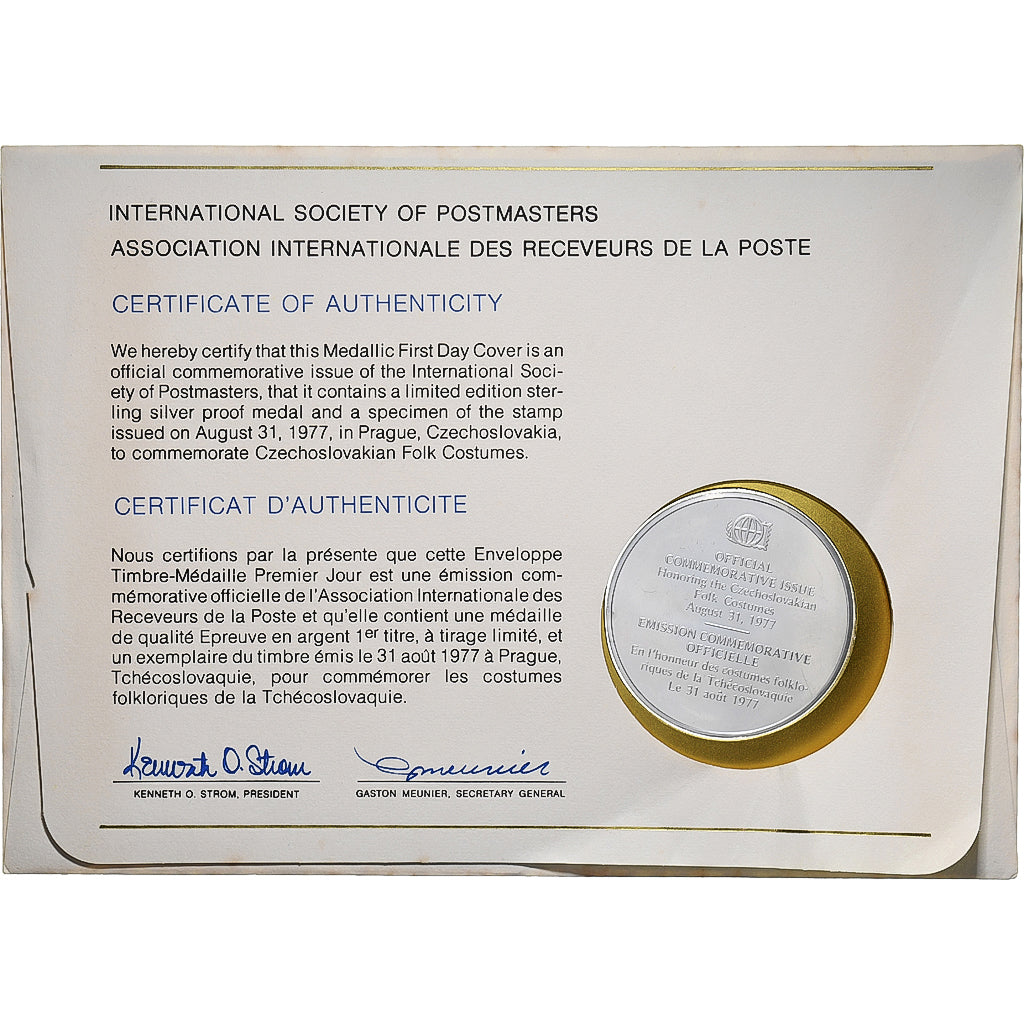 INTERNATIONAL SOCIETY OF POSTMASTERS
ASSOCIATION INTERNATIONALE DES RECEVEURS DE LA POSTE
CERTIFICATE OF AUTHENTICITY
We hereby certify that this Medallic First Day Cover is an
official commemorative issue of the International Soci-
ety of Postmasters, that it contains a limited edition ster-
ling silver proof medal and a specimen of the stamp
issued on August 31, 1977, in Prague, Czechoslovakia,
to commemorate Czechoslovakian Folk Costumes.
CERTIFICAT D'AUTHENTICITE
Nous certifions par la présente que cette Enveloppe
Timbre-Médaille Premier Jour est une émission com-
mémorative officielle de l'Association Internationale des
Receveurs de la Poste et qu'elle contient une médaille
de qualité Epreuve en argent 1er titre, à tirage limité, et
un exemplaire du timbre émis le 31 août 1977 à Prague,
Tchécoslovaquie, pour commémorer les costumes
folkloriques de la Tchécoslovaquie.
Kenneth O. Strom
KENNETH O. STROM, PRESIDENT
Gmeunier
GASTON MEUNIER, SECRETARY GENERAL
OFFICIAL
COMMEMORATIVE ISSUE
Honoring the Czechoslovakian
Folk Costumes
August 31, 1977
EMISSION COMMEMORATIVE
OFFICIELLE
En l'honneur des costumes folklo-
riques de la Tchécoslovaquie
Le 31 août 1977